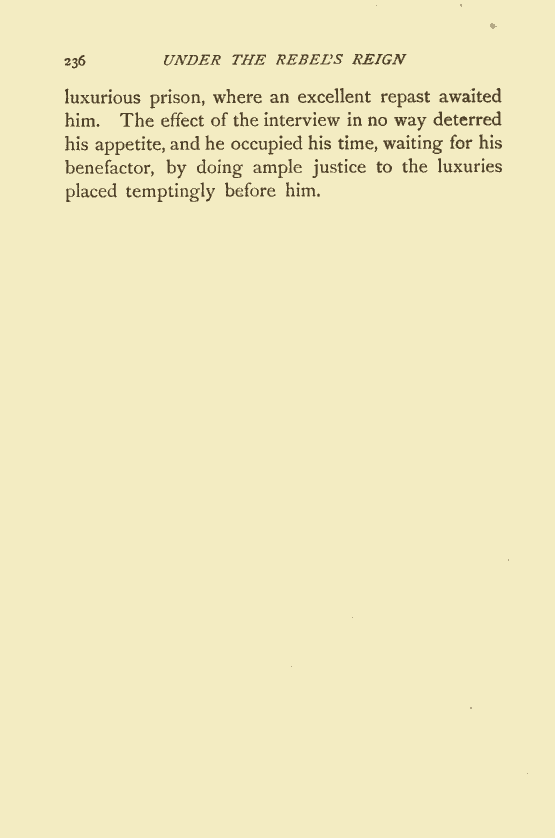 236 UNDER THE REBEL'S REIGN
luxurious prison, where an excellent repast awaited
him. The effect of the interview in no way deterred
his appetite, and he occupied his time, waiting for his
benefactor, by doing ample justice to the luxuries
placed temptingly before him.